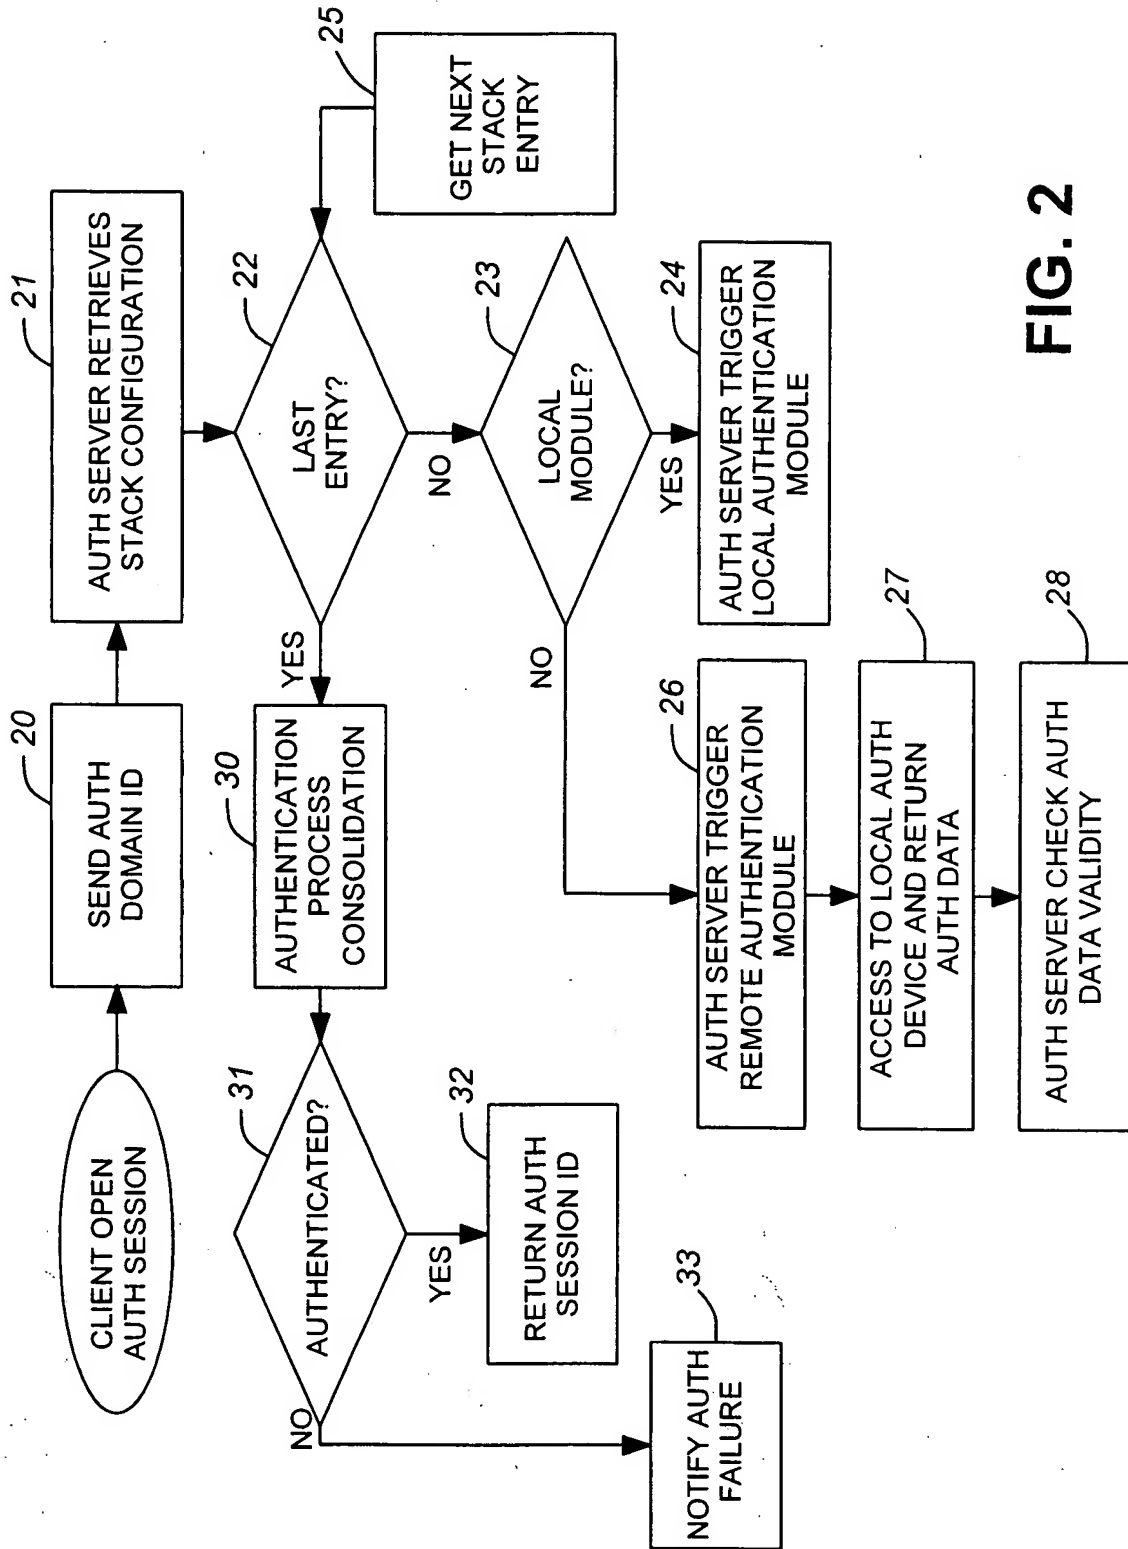 CLIENT OPEN
AUTH SESSION
20
SEND AUTH
DOMAIN ID
21
AUTH SERVER RETRIEVES
STACK CONFIGURATION
22
LAST
ENTRY?
YES
NO
25
GET NEXT
STACK
ENTRY
30
AUTHENTICATION
PROCESS
CONSOLIDATION
31
AUTHENTICATED?
NO
YES
32
RETURN AUTH
SESSION ID
33
NOTIFY AUTH
FAILURE
23
LOCAL
MODULE?
NO
YES
24
AUTH SERVER TRIGGER
LOCAL AUTHENTICATION
MODULE
26
AUTH SERVER TRIGGER
REMOTE AUTHENTICATION
MODULE
27
ACCESS TO LOCAL AUTH
DEVICE AND RETURN
AUTH DATA
28
AUTH SERVER CHECK AUTH
DATA VALIDITY
FIG. 2